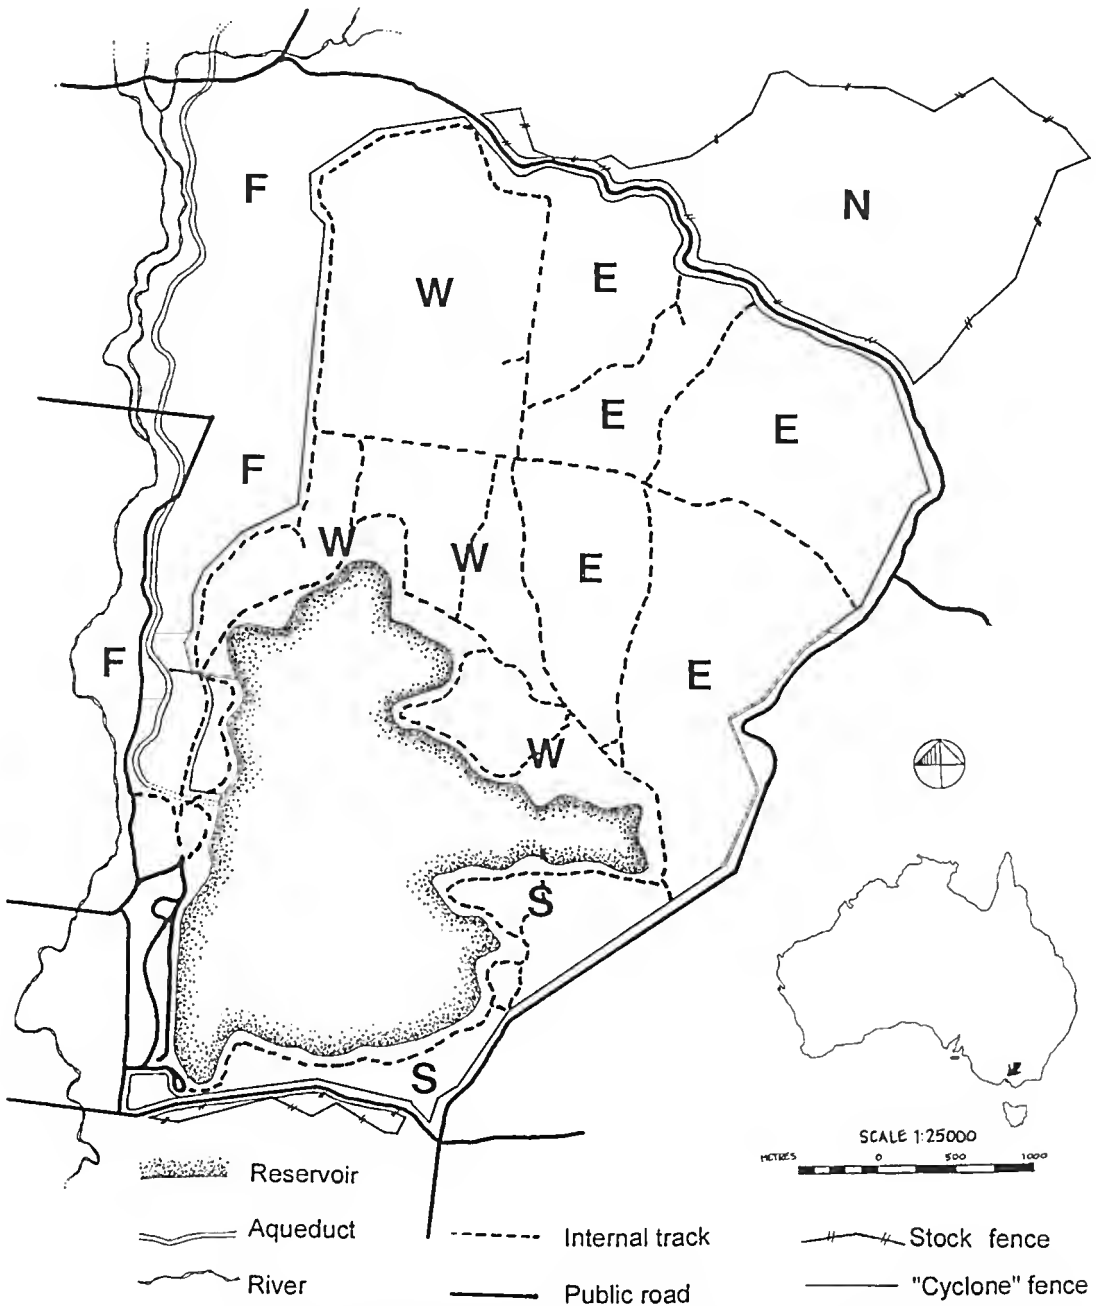 F
N
W
E
E
E
F
W
W
E
F
E
W
S
S
SCALE 1:25000
METRES 0 500 1000
Reservoir
Aqueduct
Internal track
Stock fence
River
Public road
"Cyclone" fence